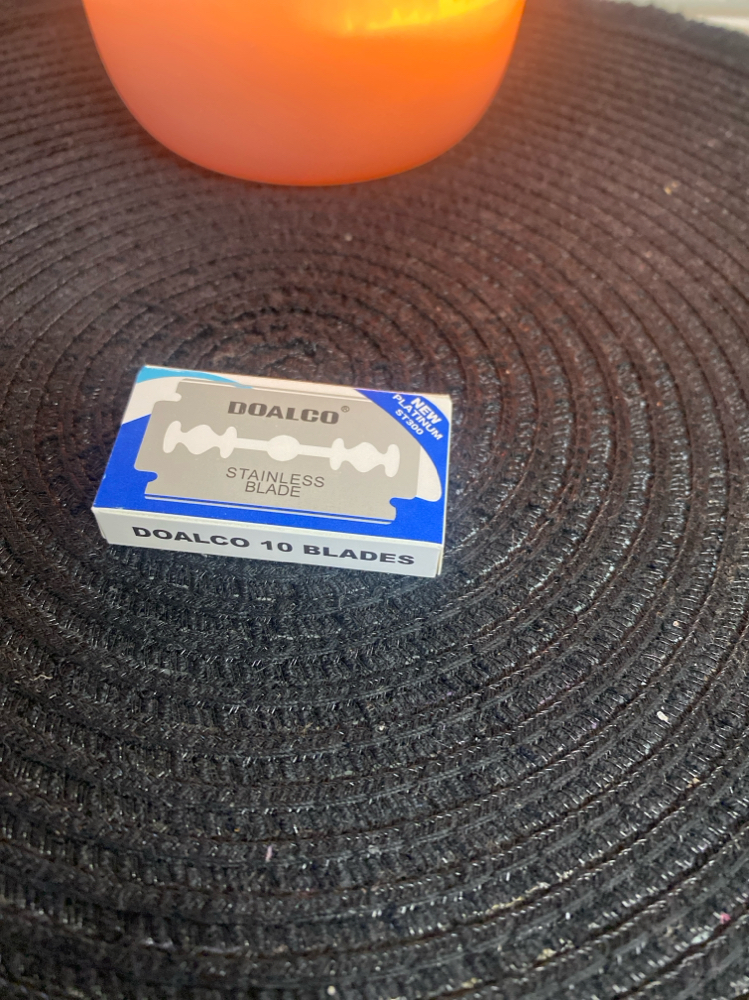 DOALCO®
NEW
PLATINUM
ST300
STAINLESS
BLADE
DOALCO 10 BLADES